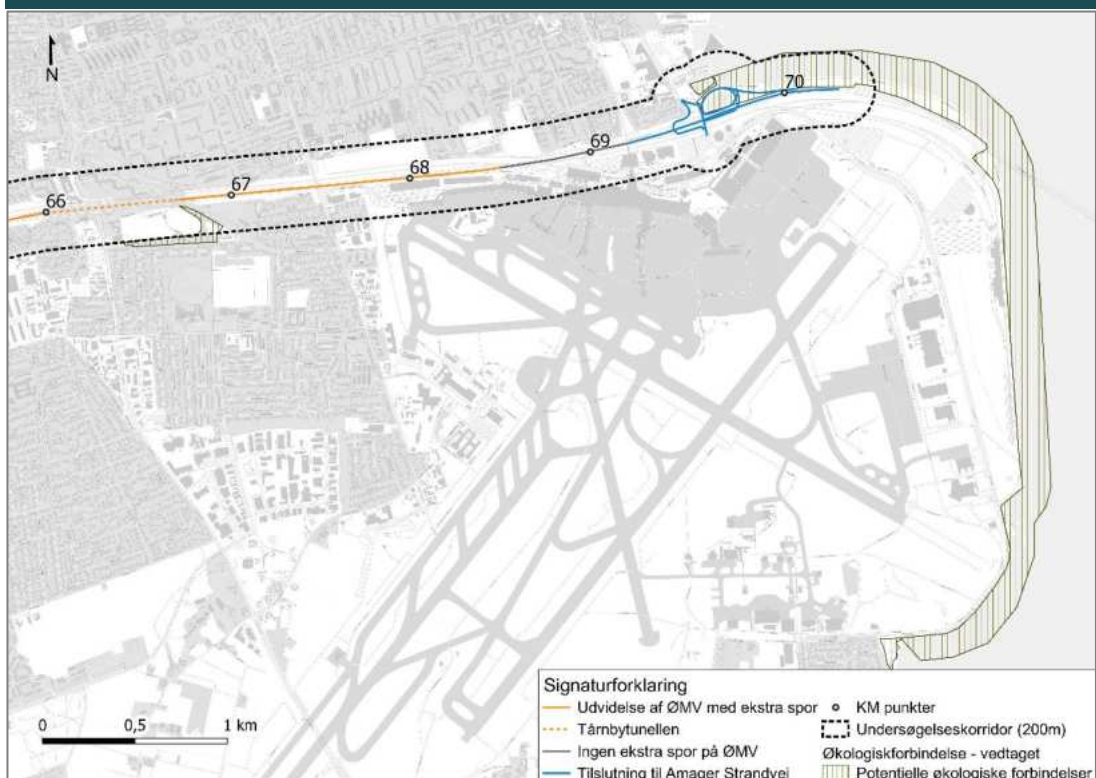 N
70
69
68
67
66
0 0,5 1 km
Signaturforklaring
Udvidelse af ØMV med ekstra spor
Tårnbytunellen
Ingen ekstra spor på ØMV
Tilslutning til Amager Strandvej
KM punkter
Undersøgelseskorridor (200m)
Økologiskforbindelse - vedtaget
Potentielle økologiske forbindelser